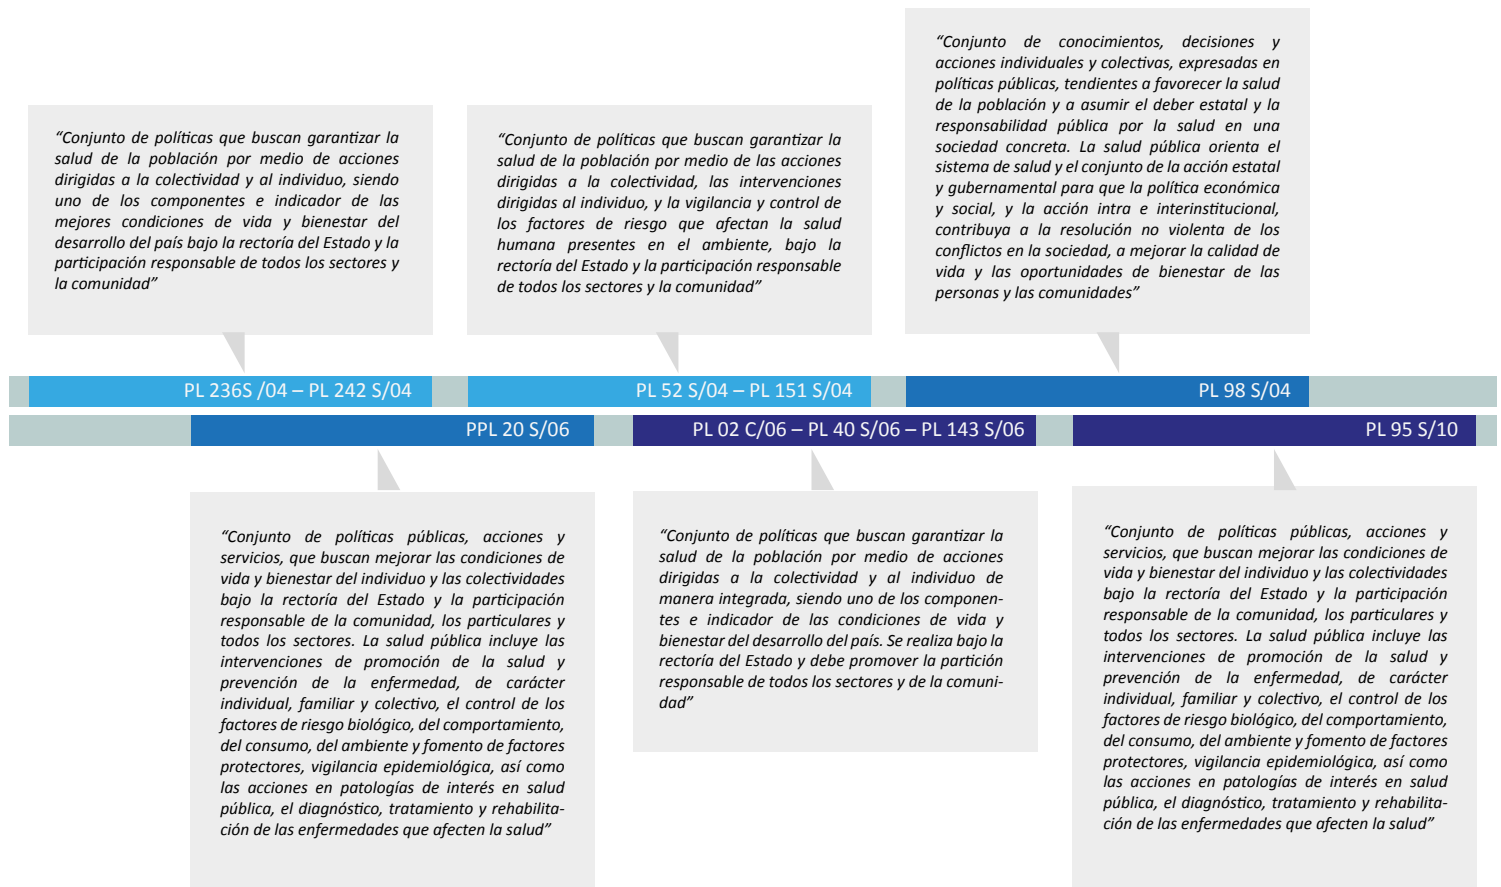 “Conjunto de políticas que buscan garantizar la
salud de la población por medio de acciones
dirigidas a la colectividad y al individuo, siendo
uno de los componentes e indicador de las
mejores condiciones de vida y bienestar del
desarrollo del país bajo la rectoría del Estado y la
participación responsable de todos los sectores y
la comunidad”
“Conjunto de políticas que buscan garantizar la
salud de la población por medio de las acciones
dirigidas a la colectividad, las intervenciones
dirigidas al individuo, y la vigilancia y control de
los factores de riesgo que afectan la salud
humana presentes en el ambiente, bajo la
rectoría del Estado y la participación responsable
de todos los sectores y la comunidad”
“Conjunto de conocimientos, decisiones y
acciones individuales y colectivas, expresadas en
políticas públicas, tendientes a favorecer la salud
de la población y a asumir el deber estatal y la
responsabilidad pública por la salud en una
sociedad concreta. La salud pública orienta el
sistema de salud y el conjunto de la acción estatal
y gubernamental para que la política económica
y social, y la acción intra e interinstitucional,
contribuya a la resolución no violenta de los
conflictos en la sociedad, a mejorar la calidad de
vida y las oportunidades de bienestar de las
personas y las comunidades”
PL 236S /04 – PL 242 S/04
PL 52 S/04 – PL 151 S/04
PL 98 S/04
PPL 20 S/06
PL 02 C/06 – PL 40 S/06 – PL 143 S/06
PL 95 S/10
“Conjunto de políticas públicas, acciones y
servicios, que buscan mejorar las condiciones de
vida y bienestar del individuo y las colectividades
bajo la rectoría del Estado y la participación
responsable de la comunidad, los particulares y
todos los sectores. La salud pública incluye las
intervenciones de promoción de la salud y
prevención de la enfermedad, de carácter
individual, familiar y colectivo, el control de los
factores de riesgo biológico, del comportamiento,
del consumo, del ambiente y fomento de factores
protectores, vigilancia epidemiológica, así como
las acciones en patologías de interés en salud
pública, el diagnóstico, tratamiento y rehabilita-
ción de las enfermedades que afecten la salud”
“Conjunto de políticas que buscan garantizar la
salud de la población por medio de acciones
dirigidas a la colectividad y al individuo de
manera integrada, siendo uno de los componen-
tes e indicador de las condiciones de vida y
bienestar del desarrollo del país. Se realiza bajo la
rectoría del Estado y debe promover la partición
responsable de todos los sectores y de la comuni-
dad”
“Conjunto de políticas públicas, acciones y
servicios, que buscan mejorar las condiciones de
vida y bienestar del individuo y las colectividades
bajo la rectoría del Estado y la participación
responsable de la comunidad, los particulares y
todos los sectores. La salud pública incluye las
intervenciones de promoción de la salud y
prevención de la enfermedad, de carácter
individual, familiar y colectivo, el control de los
factores de riesgo biológico, del comportamiento,
del consumo, del ambiente y fomento de factores
protectores, vigilancia epidemiológica, así como
las acciones en patologías de interés en salud
pública, el diagnóstico, tratamiento y rehabilita-
ción de las enfermedades que afecten la salud”